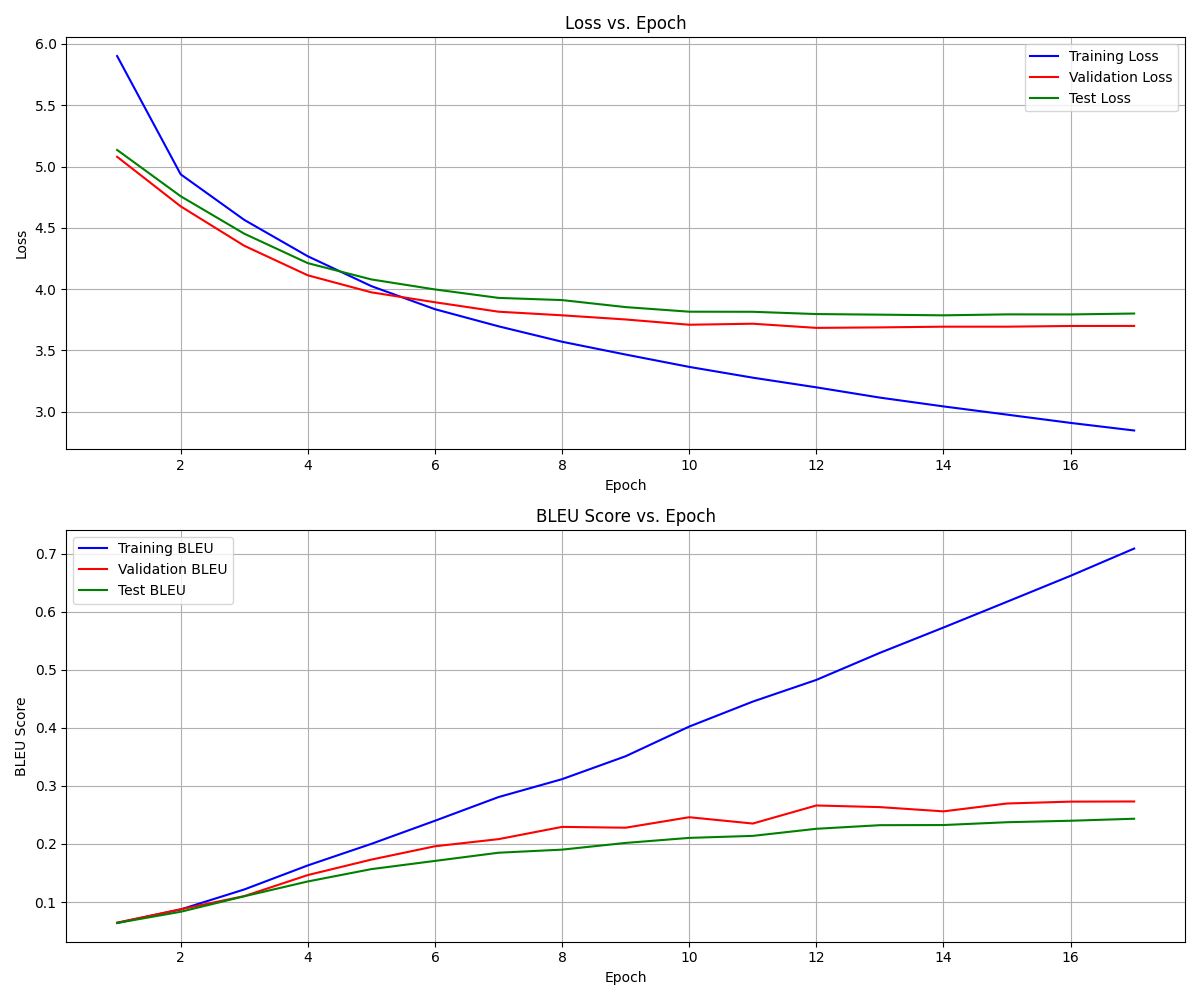 Loss vs. Epoch
6.0
5.5
5.0
4.5
4.0
3.5
3.0
Loss
Training Loss
Validation Loss
Test Loss
2 4 6 8 10 12 14 16
Epoch
BLEU Score vs. Epoch
0.7
0.6
0.5
0.4
0.3
0.2
0.1
BLEU Score
Training BLEU
Validation BLEU
Test BLEU
2 4 6 8 10 12 14 16
Epoch